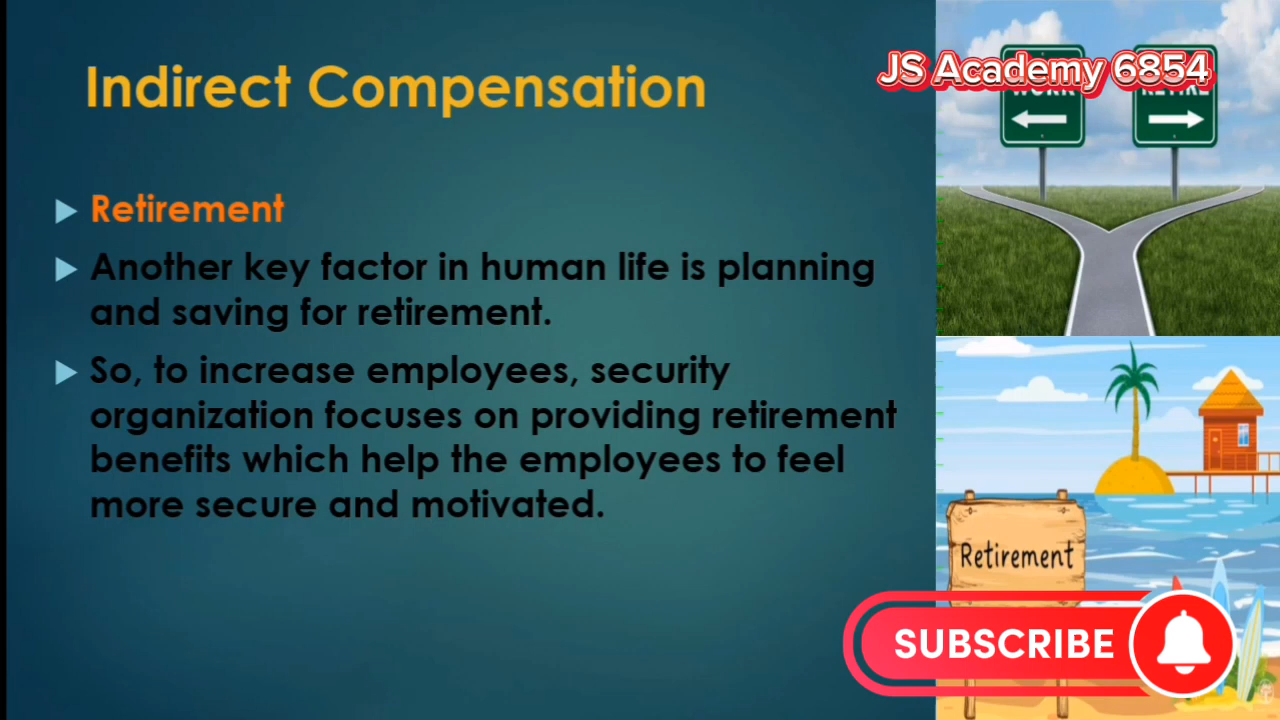 Indirect Compensation
JS Academy 6854
Retirement
Another key factor in human life is planning
and saving for retirement.
So, to increase employees, security
organization focuses on providing retirement
benefits which help the employees to feel
more secure and motivated.
Retirement
SUBSCRIBE